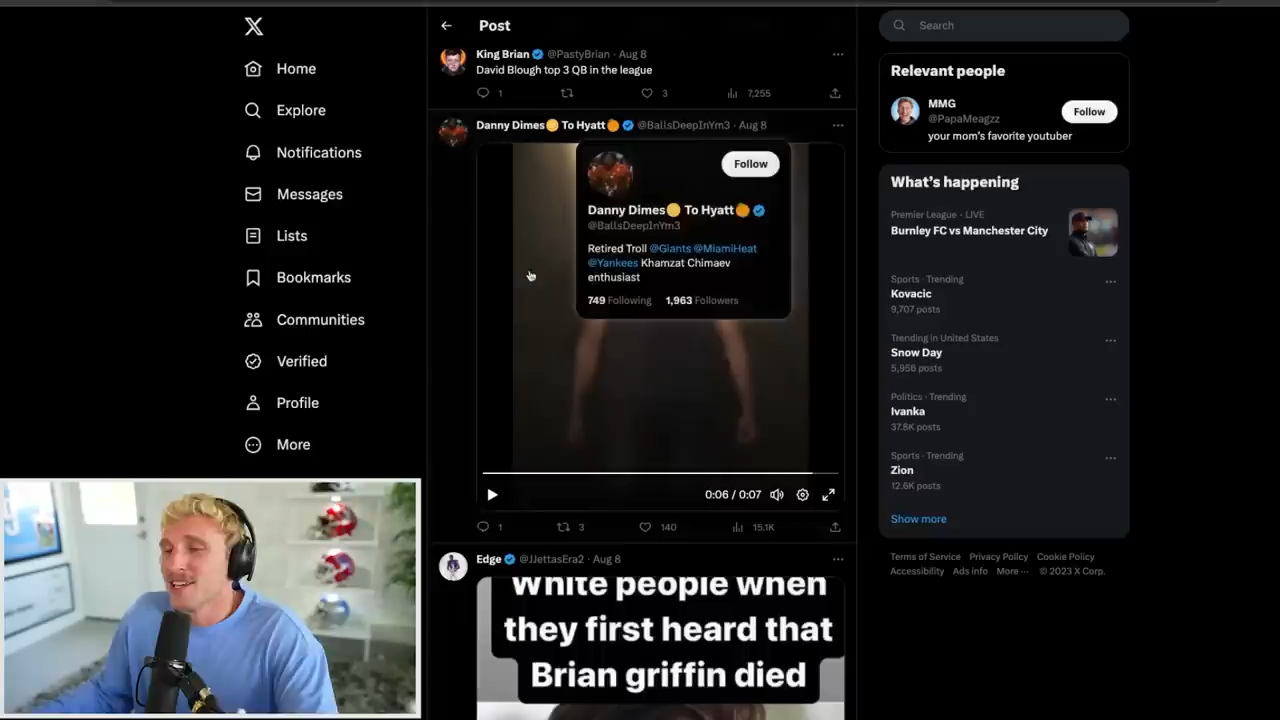 Home
Explore
Notifications
Messages
Lists
Bookmarks
Communities
Verified
Profile
More
Post
King Brian @PastyBrian · Aug 8
David Blough top 3 QB in the league
1
3
7,255
Danny Dimes🪙 To Hyatt🍊 @BallsDeepInYm3 · Aug 8
Follow
Danny Dimes🪙 To Hyatt🍊
@BallsDeepInYm3
Retired Troll @Giants @MiamiHeat
@Yankees Khamzat Chimaev
enthusiast
749 Following 1,963 Followers
0:06 / 0:07
1
3
140
15.1K
Edge @JJettasEra2 · Aug 8
White people when
they first heard that
Brian griffin died
Search
Relevant people
MMG
@PapaMeagzz
Follow
your mom's favorite youtuber
What's happening
Premier League · LIVE
Burnley FC vs Manchester City
Sports · Trending
Kovacic
9,707 posts
Trending in United States
Snow Day
5,956 posts
Politics · Trending
Ivanka
37.8K posts
Sports · Trending
Zion
12.6K posts
Show more
Terms of Service Privacy Policy Cookie Policy
Accessibility Ads info More ··· © 2023 X Corp.